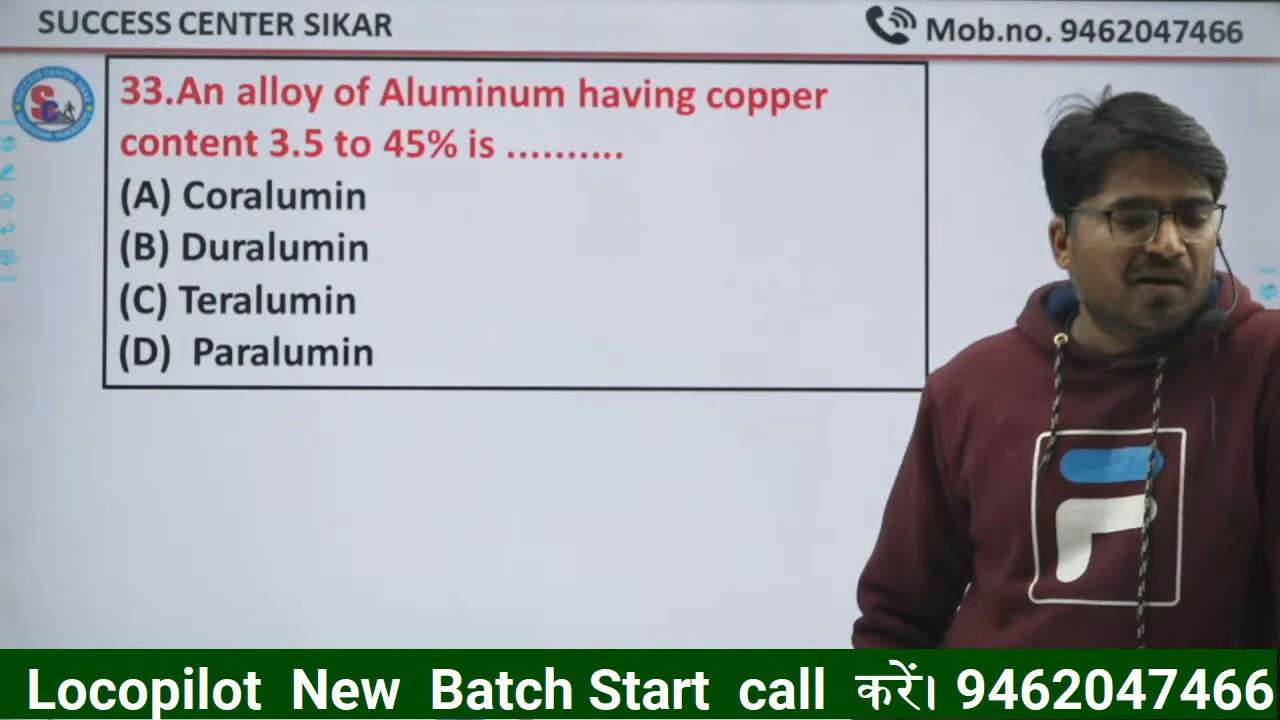 SUCCESS CENTER SIKAR
Mob.no. 9462047466
33.An alloy of Aluminum having copper
content 3.5 to 45% is ..........
(A) Coralumin
(B) Duralumin
(C) Teralumin
(D) Paralumin
Locopilot New Batch Start call करें। 9462047466